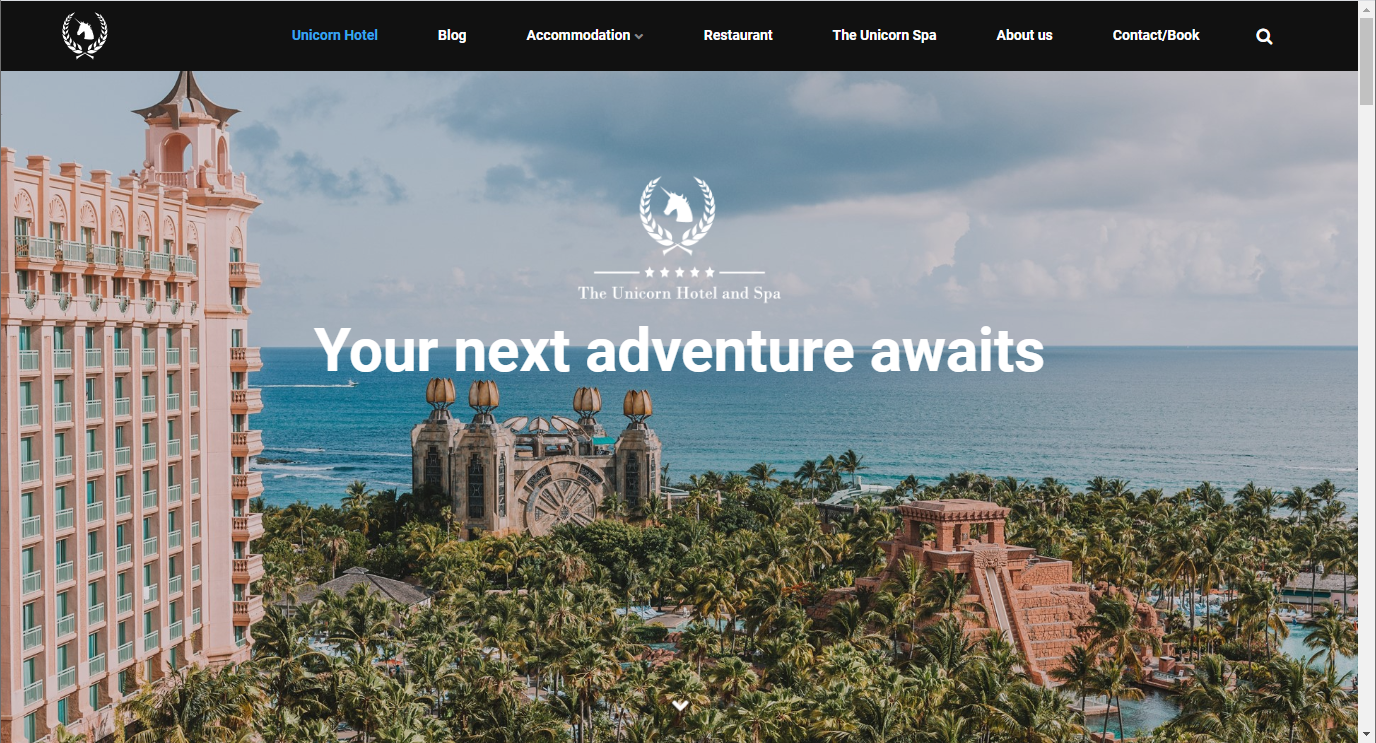 Unicorn Hotel Blog Accommodation Restaurant The Unicorn Spa About us Contact/Book
The Unicorn Hotel and Spa
Your next adventure awaits